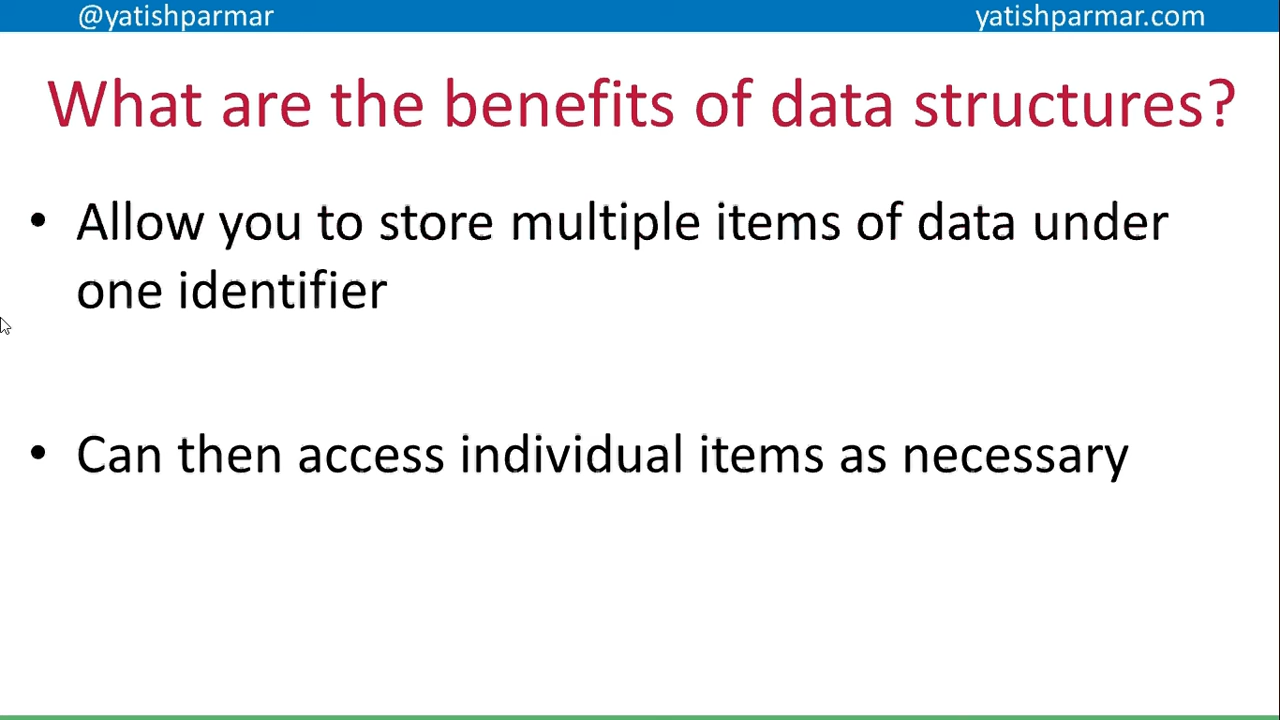 @yatishparmar
yatishparmar.com
What are the benefits of data structures?
• Allow you to store multiple items of data under
one identifier
• Can then access individual items as necessary